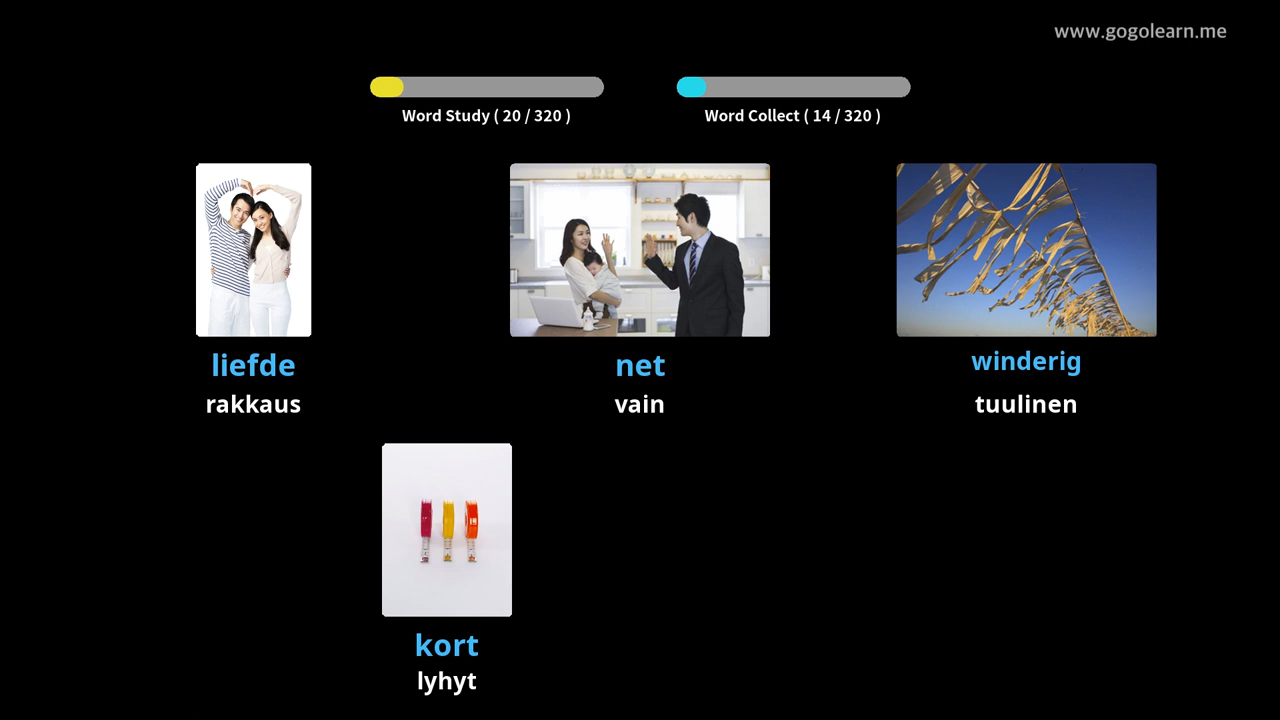 www.gogolearn.me
Word Study ( 20 / 320 )
Word Collect ( 14 / 320 )
liefde
rakkaus
net
vain
winderig
tuulinen
kort
lyhyt